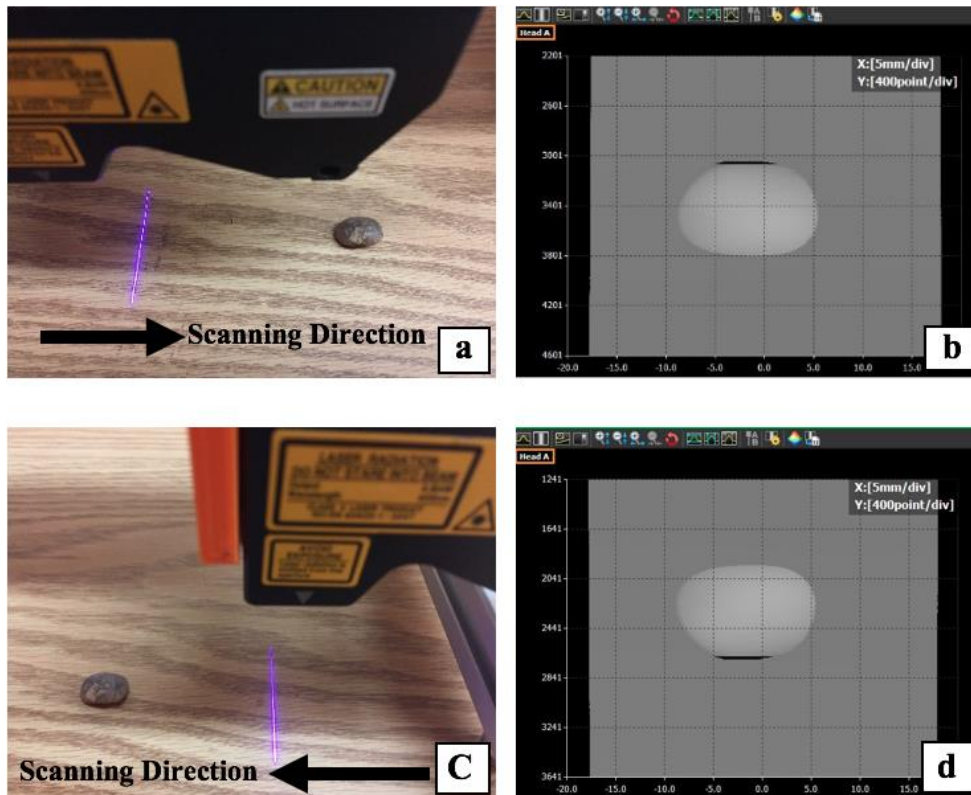 CAUTION
HOT SURFACE
Scanning Direction
a
Head A
X:[5mm/div]
Y:[400point/div]
2201
2601
3001
3401
3801
4201
4601
-20.0 -15.0 -10.0 -5.0 0.0 5.0 10.0 15.0
b
LASER RADIATION
DO NOT STARE INTO BEAM
AVOID
EXPOSURE
Scanning Direction
C
Head A
X:[5mm/div]
Y:[400point/div]
1241
1641
2041
2441
2841
3241
3641
-20.0 -15.0 -10.0 -5.0 0.0 5.0 10.0 15.0
d